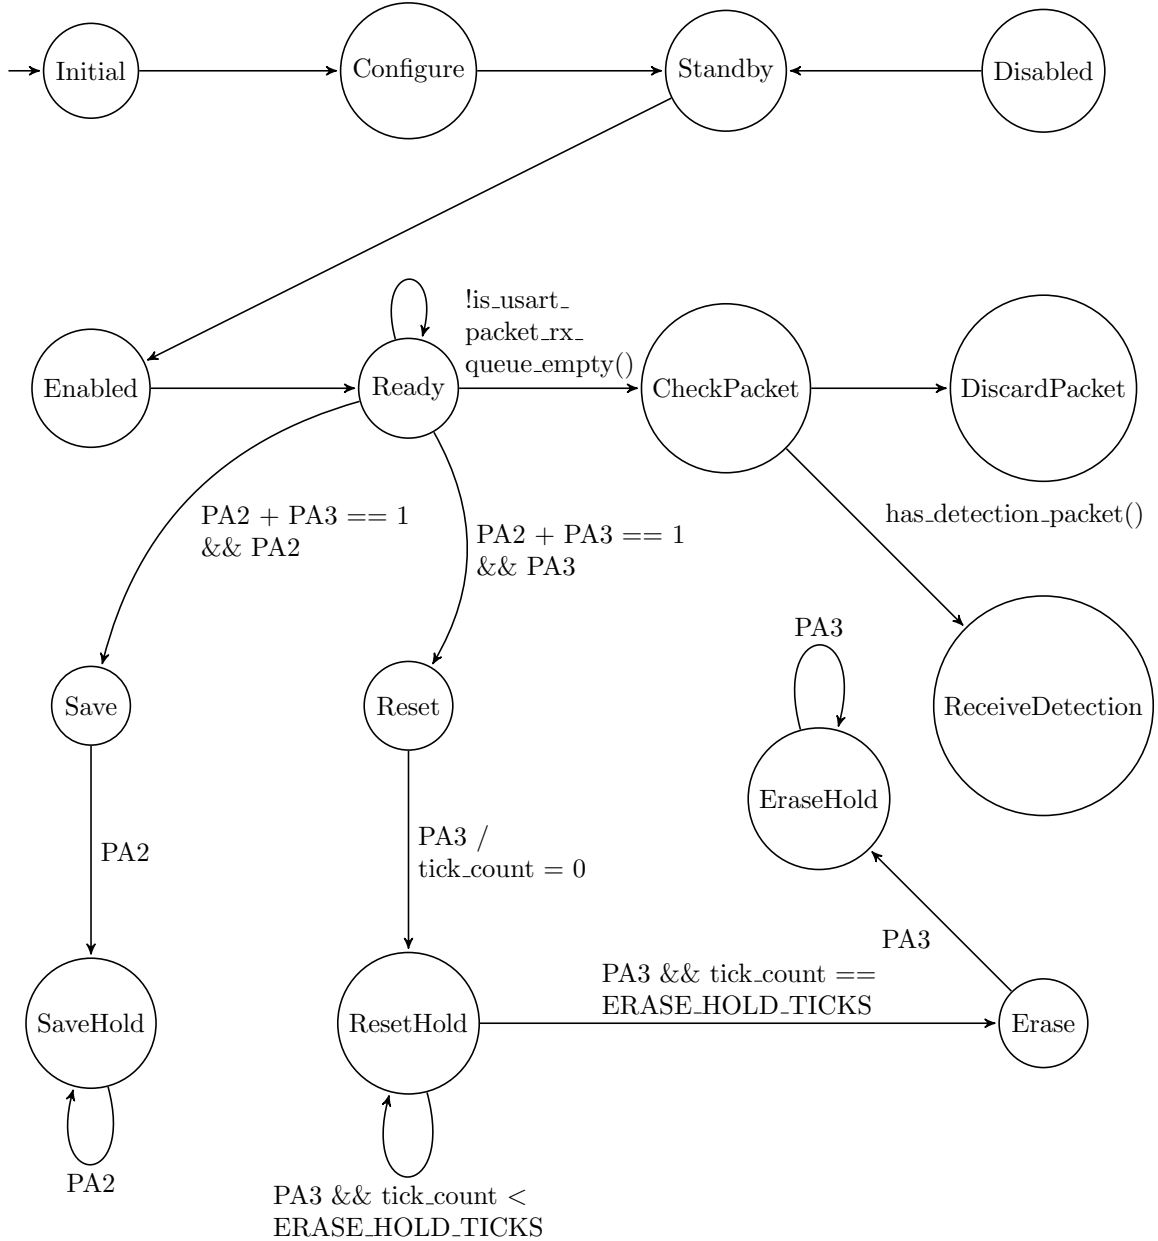 Initial
Configure
Standby
Disabled
!is_usart_
packet_rx_
queue_empty()
Enabled
Ready
CheckPacket
DiscardPacket
PA2 + PA3 == 1
&& PA2
PA2 + PA3 == 1
&& PA3
has_detection_packet()
PA3
Save
Reset
ReceiveDetection
EraseHold
PA2
PA3 /
tick_count = 0
PA3
PA3 && tick_count ==
ERASE_HOLD_TICKS
SaveHold
ResetHold
Erase
PA2
PA3 && tick_count <
ERASE_HOLD_TICKS